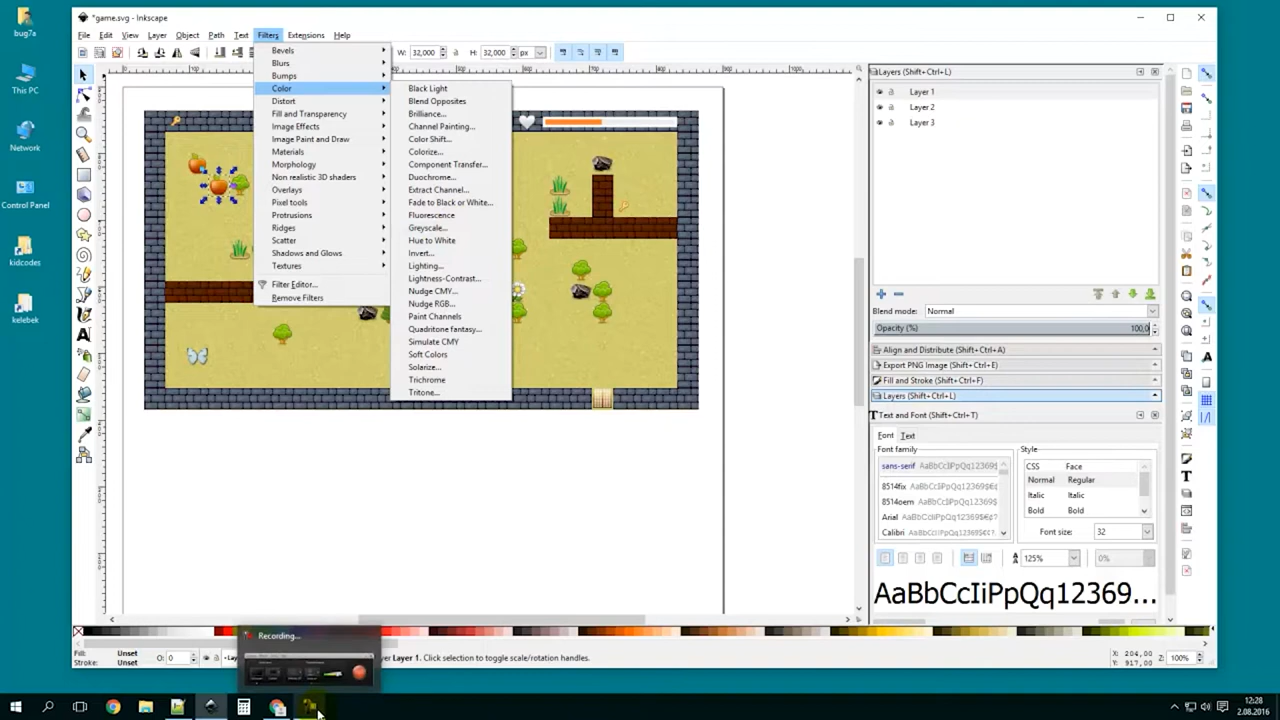 *game.svg - Inkscape
File Edit View Layer Object Path Text Filters Extensions Help
W: 32,000 H: 32,000 px
bug7a
This PC
Network
Control Panel
kidcodes
kelebek
Bevels
Blurs
Bumps
Color
Distort
Fill and Transparency
Image Effects
Image Paint and Draw
Materials
Morphology
Non realistic 3D shaders
Overlays
Pixel tools
Protrusions
Ridges
Scatter
Shadows and Glows
Textures
Filter Editor...
Remove Filters
Black Light
Blend Opposites
Brilliance...
Channel Painting...
Color Shift...
Colorize...
Component Transfer...
Duochrome...
Extract Channel...
Fade to Black or White...
Fluorescence
Greyscale...
Hue to White
Invert...
Lighting...
Lightness-Contrast...
Nudge CMY...
Nudge RGB...
Paint Channels
Quadritone fantasy...
Simulate CMY
Soft Colors
Solarize...
Trichrome
Tritone...
Layers (Shift+Ctrl+L)
Layer 1
Layer 2
Layer 3
Blend mode: Normal
Opacity (%) 100,0
Align and Distribute (Shift+Ctrl+A)
Export PNG Image (Shift+Ctrl+E)
Fill and Stroke (Shift+Ctrl+F)
Layers (Shift+Ctrl+L)
Text and Font (Shift+Ctrl+T)
Font Text
Font family Style
sans-serif AaBbCcIiPpQq12369$
8514fix AaBbCcIiPpQq12369$€¢?
8514oem AaBbCcIiPpQq12369$
Arial AaBbCcIiPpQq12369$€¢?.
Calibri AaBbCcIiPpQq12369$€¢?.
CSS Face
Normal Regular
Italic Italic
Bold Bold
Font size: 32
125% 0%
AaBbCcIiPpQq12369...
Recording...
Fill: Unset
Stroke: Unset
O: 0
Layer 1. Click selection to toggle scale/rotation handles.
X: 204,00
Y: 917,00
Z: 100%
12:28
2.08.2016